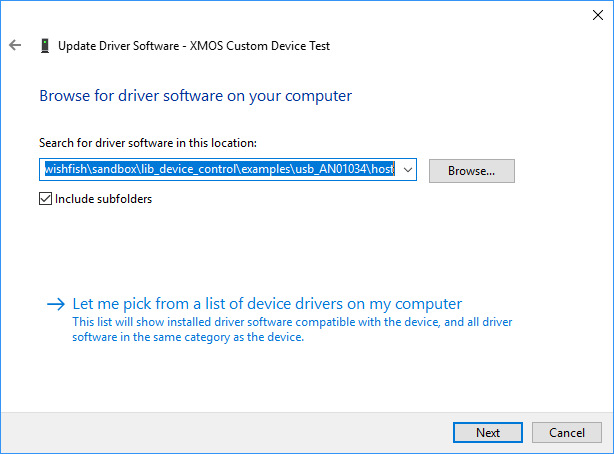 Update Driver Software - XMOS Custom Device Test
Browse for driver software on your computer
Search for driver software in this location:
wishfish\sandbox\lib_device_control\examples\usb_AN01034\host
Browse...
Include subfolders
Let me pick from a list of device drivers on my computer
This list will show installed driver software compatible with the device, and all driver
software in the same category as the device.
Next
Cancel